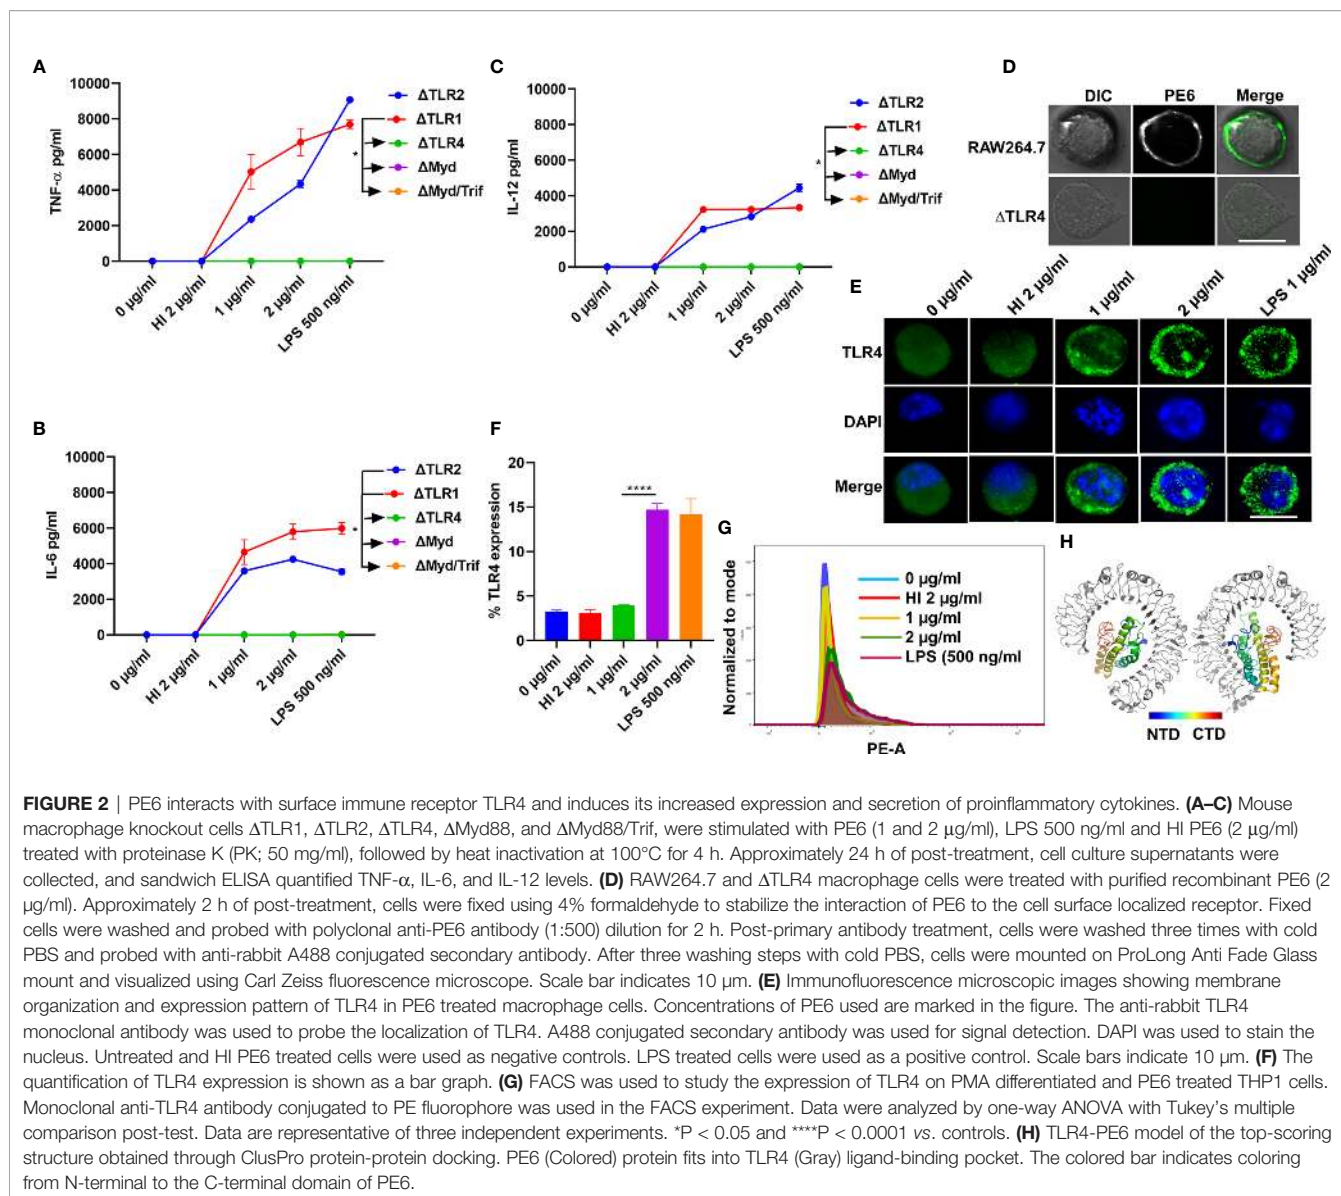 A
TNF-α pg/ml
10000
8000
6000
4000
2000
0
0 µg/ml
HI 2 µg/ml
1 µg/ml
2 µg/ml
LPS 500 ng/ml
ΔTLR2
ΔTLR1
ΔTLR4
ΔMyd
ΔMyd/Trif
*
C
IL-12 pg/ml
10000
8000
6000
4000
2000
0
0 µg/ml
HI 2 µg/ml
1 µg/ml
2 µg/ml
LPS 500 ng/ml
ΔTLR2
ΔTLR1
ΔTLR4
ΔMyd
ΔMyd/Trif
*
D
DIC PE6 Merge
RAW264.7
ΔTLR4
E
0 µg/ml
HI 2 µg/ml
1 µg/ml
2 µg/ml
LPS 1 µg/ml
TLR4
DAPI
Merge
B
IL-6 pg/ml
10000
8000
6000
4000
2000
0
0 µg/ml
HI 2 µg/ml
1 µg/ml
2 µg/ml
LPS 500 ng/ml
ΔTLR2
ΔTLR1
ΔTLR4
ΔMyd
ΔMyd/Trif
*
F
% TLR4 expression
20
15
10
5
0
****
0 µg/ml
HI 2 µg/ml
1 µg/ml
2 µg/ml
LPS 500 ng/ml
G
Normalized to mode
0 µg/ml
HI 2 µg/ml
1 µg/ml
2 µg/ml
LPS (500 ng/ml
PE-A
H
NTD CTD
FIGURE 2 | PE6 interacts with surface immune receptor TLR4 and induces its increased expression and secretion of proinflammatory cytokines. (A–C) Mouse
macrophage knockout cells ΔTLR1, ΔTLR2, ΔTLR4, ΔMyd88, and ΔMyd88/Trif, were stimulated with PE6 (1 and 2 µg/ml), LPS 500 ng/ml and HI PE6 (2 µg/ml)
treated with proteinase K (PK; 50 mg/ml), followed by heat inactivation at 100°C for 4 h. Approximately 24 h of post-treatment, cell culture supernatants were
collected, and sandwich ELISA quantified TNF-α, IL-6, and IL-12 levels. (D) RAW264.7 and ΔTLR4 macrophage cells were treated with purified recombinant PE6 (2
µg/ml). Approximately 2 h of post-treatment, cells were fixed using 4% formaldehyde to stabilize the interaction of PE6 to the cell surface localized receptor. Fixed
cells were washed and probed with polyclonal anti-PE6 antibody (1:500) dilution for 2 h. Post-primary antibody treatment, cells were washed three times with cold
PBS and probed with anti-rabbit A488 conjugated secondary antibody. After three washing steps with cold PBS, cells were mounted on ProLong Anti Fade Glass
mount and visualized using Carl Zeiss fluorescence microscope. Scale bar indicates 10 µm. (E) Immunofluorescence microscopic images showing membrane
organization and expression pattern of TLR4 in PE6 treated macrophage cells. Concentrations of PE6 used are marked in the figure. The anti-rabbit TLR4
monoclonal antibody was used to probe the localization of TLR4. A488 conjugated secondary antibody was used for signal detection. DAPI was used to stain the
nucleus. Untreated and HI PE6 treated cells were used as negative controls. LPS treated cells were used as a positive control. Scale bars indicate 10 µm. (F) The
quantification of TLR4 expression is shown as a bar graph. (G) FACS was used to study the expression of TLR4 on PMA differentiated and PE6 treated THP1 cells.
Monoclonal anti-TLR4 antibody conjugated to PE fluorophore was used in the FACS experiment. Data were analyzed by one-way ANOVA with Tukey's multiple
comparison post-test. Data are representative of three independent experiments. *P < 0.05 and ****P < 0.0001 vs. controls. (H) TLR4-PE6 model of the top-scoring
structure obtained through ClusPro protein-protein docking. PE6 (Colored) protein fits into TLR4 (Gray) ligand-binding pocket. The colored bar indicates coloring
from N-terminal to the C-terminal domain of PE6.